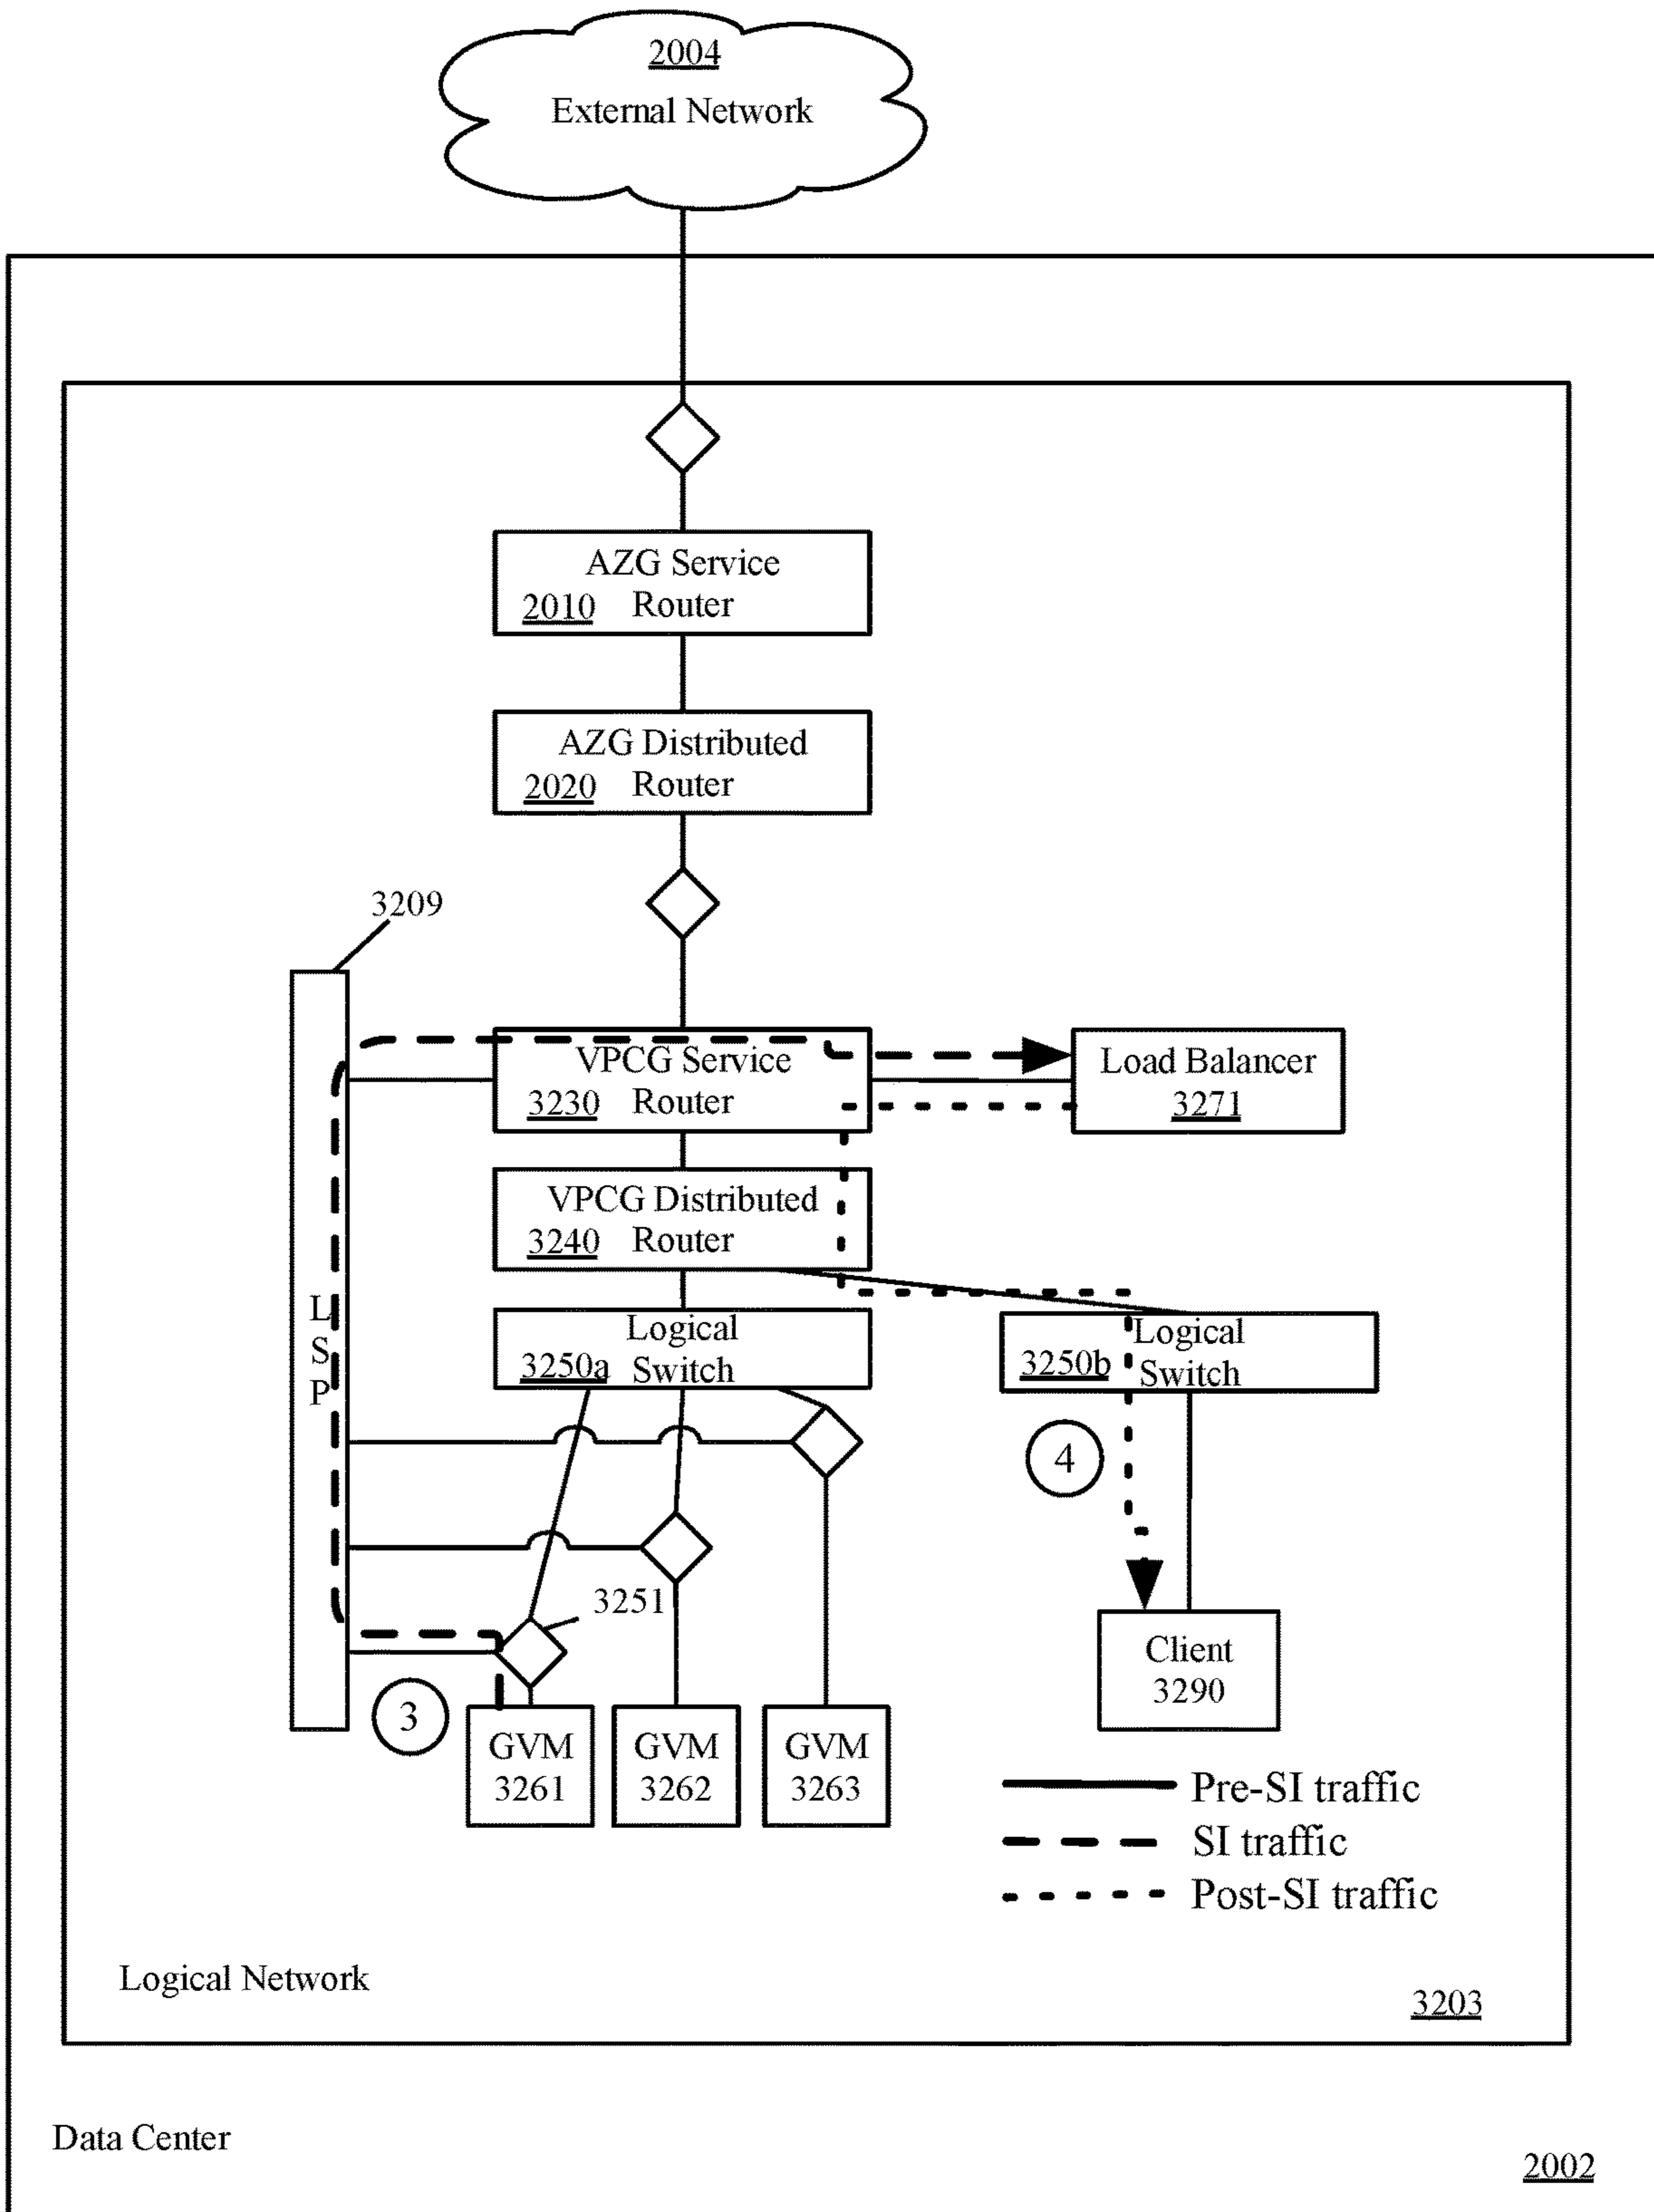 2004
External Network
AZG Service
2010 Router
AZG Distributed
2020 Router
3209
VPCG Service
3230 Router
Load Balancer
3271
VPCG Distributed
3240 Router
L
S
P
Logical
3250a Switch
Logical
3250b Switch
4
3251
3
GVM
3261
GVM
3262
GVM
3263
Client
3290
Pre-SI traffic
SI traffic
Post-SI traffic
Logical Network
3203
Data Center
2002